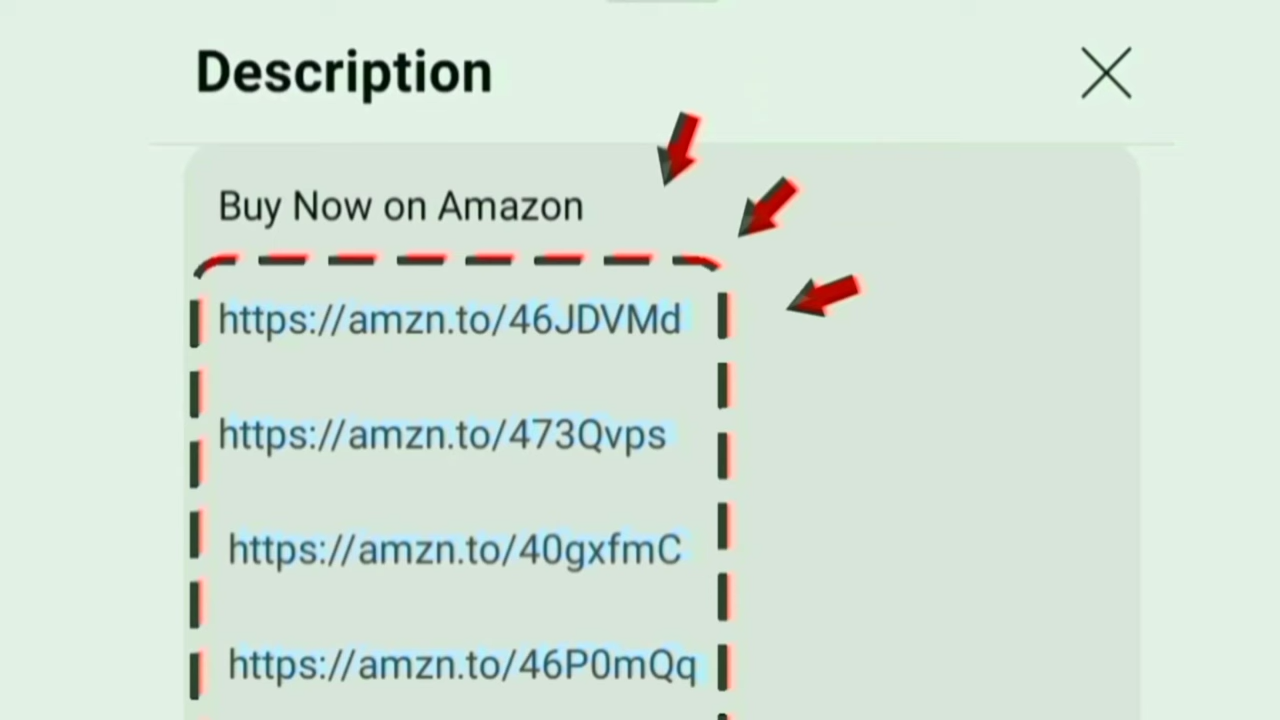 Description
Buy Now on Amazon
https://amzn.to/46JDVMd
https://amzn.to/473Qvps
https://amzn.to/40gxfmC
https://amzn.to/46P0mQq